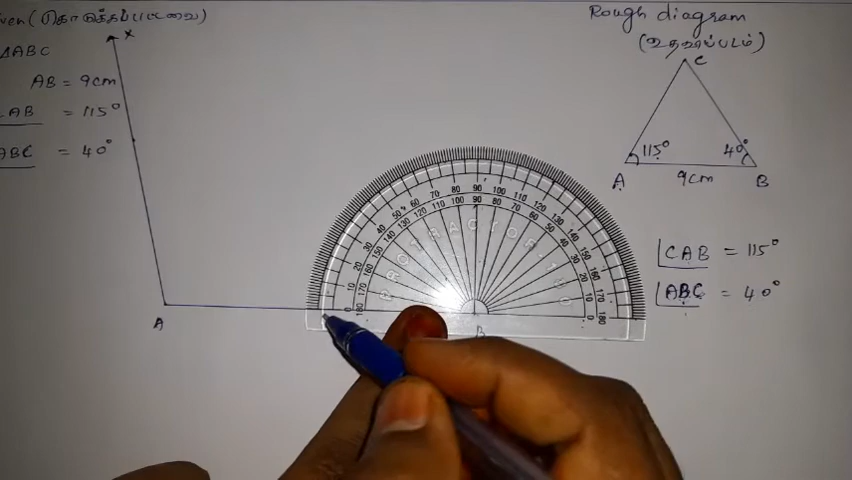 ven (கொடுக்கப்பட்டவை)
ΔABC
AB = 9cm
CAB = 115°
ABC = 40°
X
A
B
Rough diagram
(உதவிப்படம்)
C
115° 40°
A 9cm B
∠CAB = 115°
∠ABC = 40°
PROTRACTOR